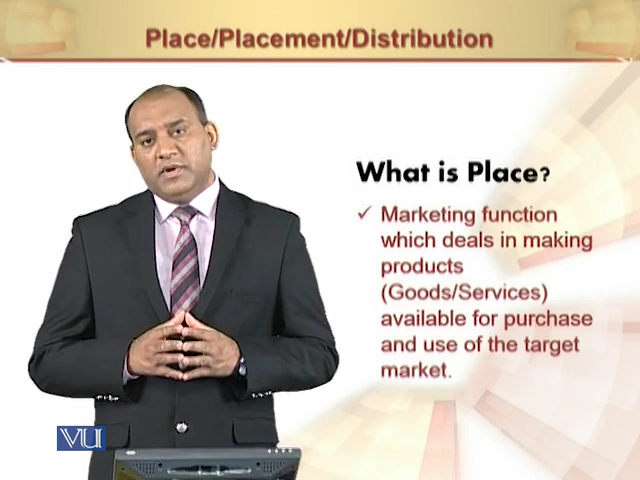 Place/Placement/Distribution
What is Place?
Marketing function
which deals in making
products
(Goods/Services)
available for purchase
and use of the target
market.
VU